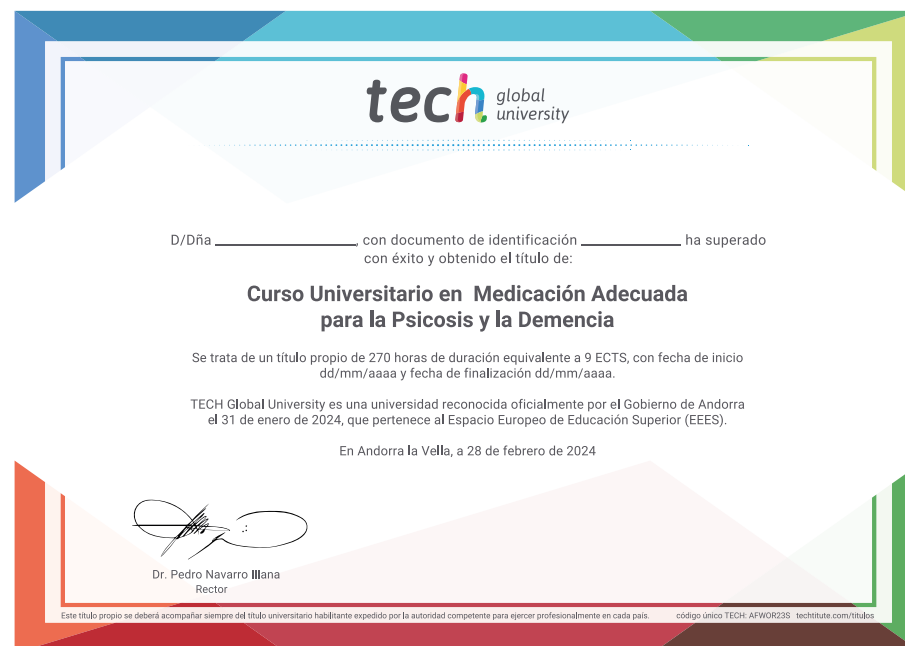 tech global
university
D/Dña ________________, con documento de identificación ____________ ha superado
con éxito y obtenido el título de:
Curso Universitario en Medicación Adecuada
para la Psicosis y la Demencia
Se trata de un título propio de 270 horas de duración equivalente a 9 ECTS, con fecha de inicio
dd/mm/aaaa y fecha de finalización dd/mm/aaaa.
TECH Global University es una universidad reconocida oficialmente por el Gobierno de Andorra
el 31 de enero de 2024, que pertenece al Espacio Europeo de Educación Superior (EEES).
En Andorra la Vella, a 28 de febrero de 2024
Dr. Pedro Navarro Illana
Rector
Este título propio se deberá acompañar siempre del título universitario habilitante expedido por la autoridad competente para ejercer profesionalmente en cada país. código único TECH: AFWOR23S techtitute.com/titulos